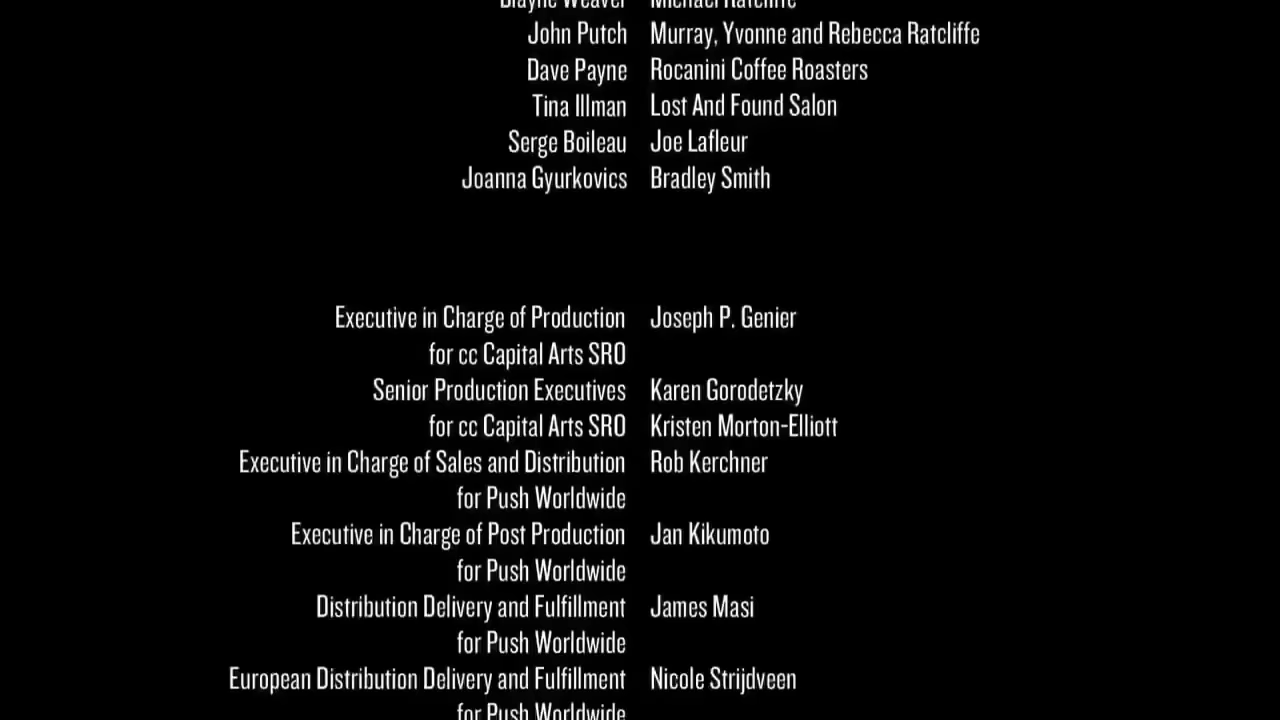 Blayne Weaver Michael Ratcliffe
John Putch Murray, Yvonne and Rebecca Ratcliffe
Dave Payne Rocanini Coffee Roasters
Tina Illman Lost And Found Salon
Serge Boileau Joe Lafleur
Joanna Gyurkovics Bradley Smith
Executive in Charge of Production Joseph P. Genier
for cc Capital Arts SRO
Senior Production Executives Karen Gorodetzky
for cc Capital Arts SRO Kristen Morton-Elliott
Executive in Charge of Sales and Distribution Rob Kerchner
for Push Worldwide
Executive in Charge of Post Production Jan Kikumoto
for Push Worldwide
Distribution Delivery and Fulfillment James Masi
for Push Worldwide
European Distribution Delivery and Fulfillment Nicole Strijdveen
for Push Worldwide